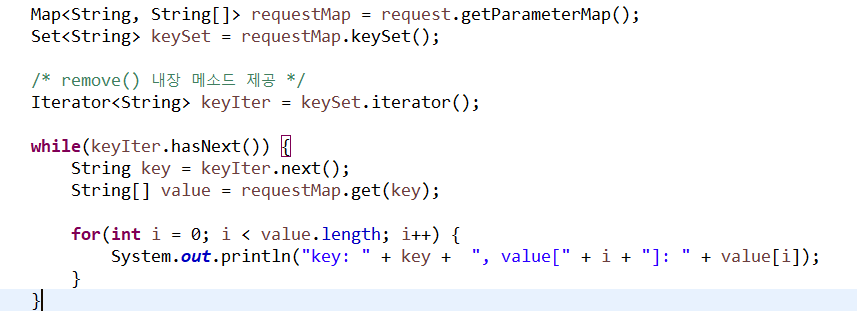 Map<String, String[]> requestMap = request.getParameterMap();
Set<String> keySet = requestMap.keySet();
/* remove() 내장 메소드 제공 */
Iterator<String> keyIter = keySet.iterator();
while(keyIter.hasNext()) {
String key = keyIter.next();
String[] value = requestMap.get(key);
for(int i = 0; i < value.length; i++) {
System.out.println("key: " + key +  ", value[" + i + "]: " + value[i]);
}
}